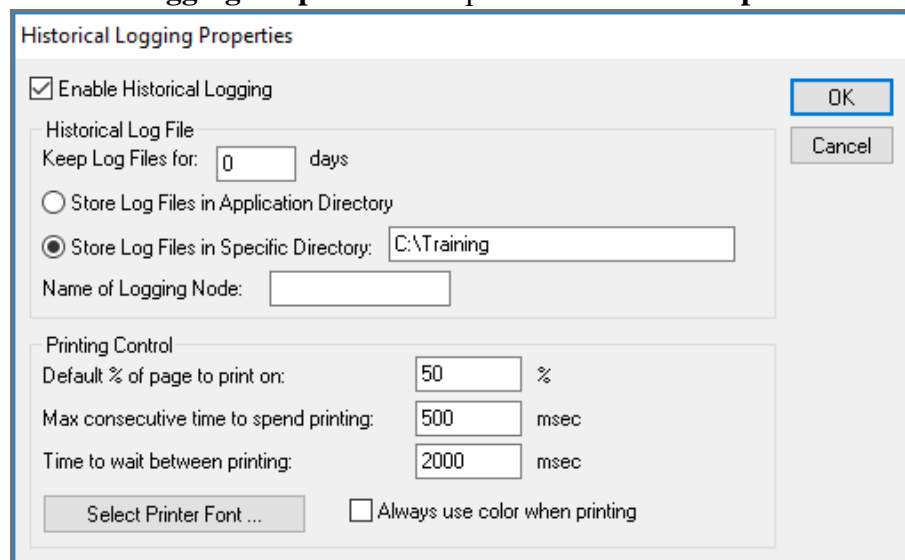 Historical Logging Properties
Enable Historical Logging
OK
Historical Log File
Cancel
Keep Log Files for: 0 days
Store Log Files in Application Directory
Store Log Files in Specific Directory: C:\Training
Name of Logging Node:
Printing Control
Default % of page to print on: 50 %
Max consecutive time to spend printing: 500 msec
Time to wait between printing: 2000 msec
Select Printer Font ... Always use color when printing